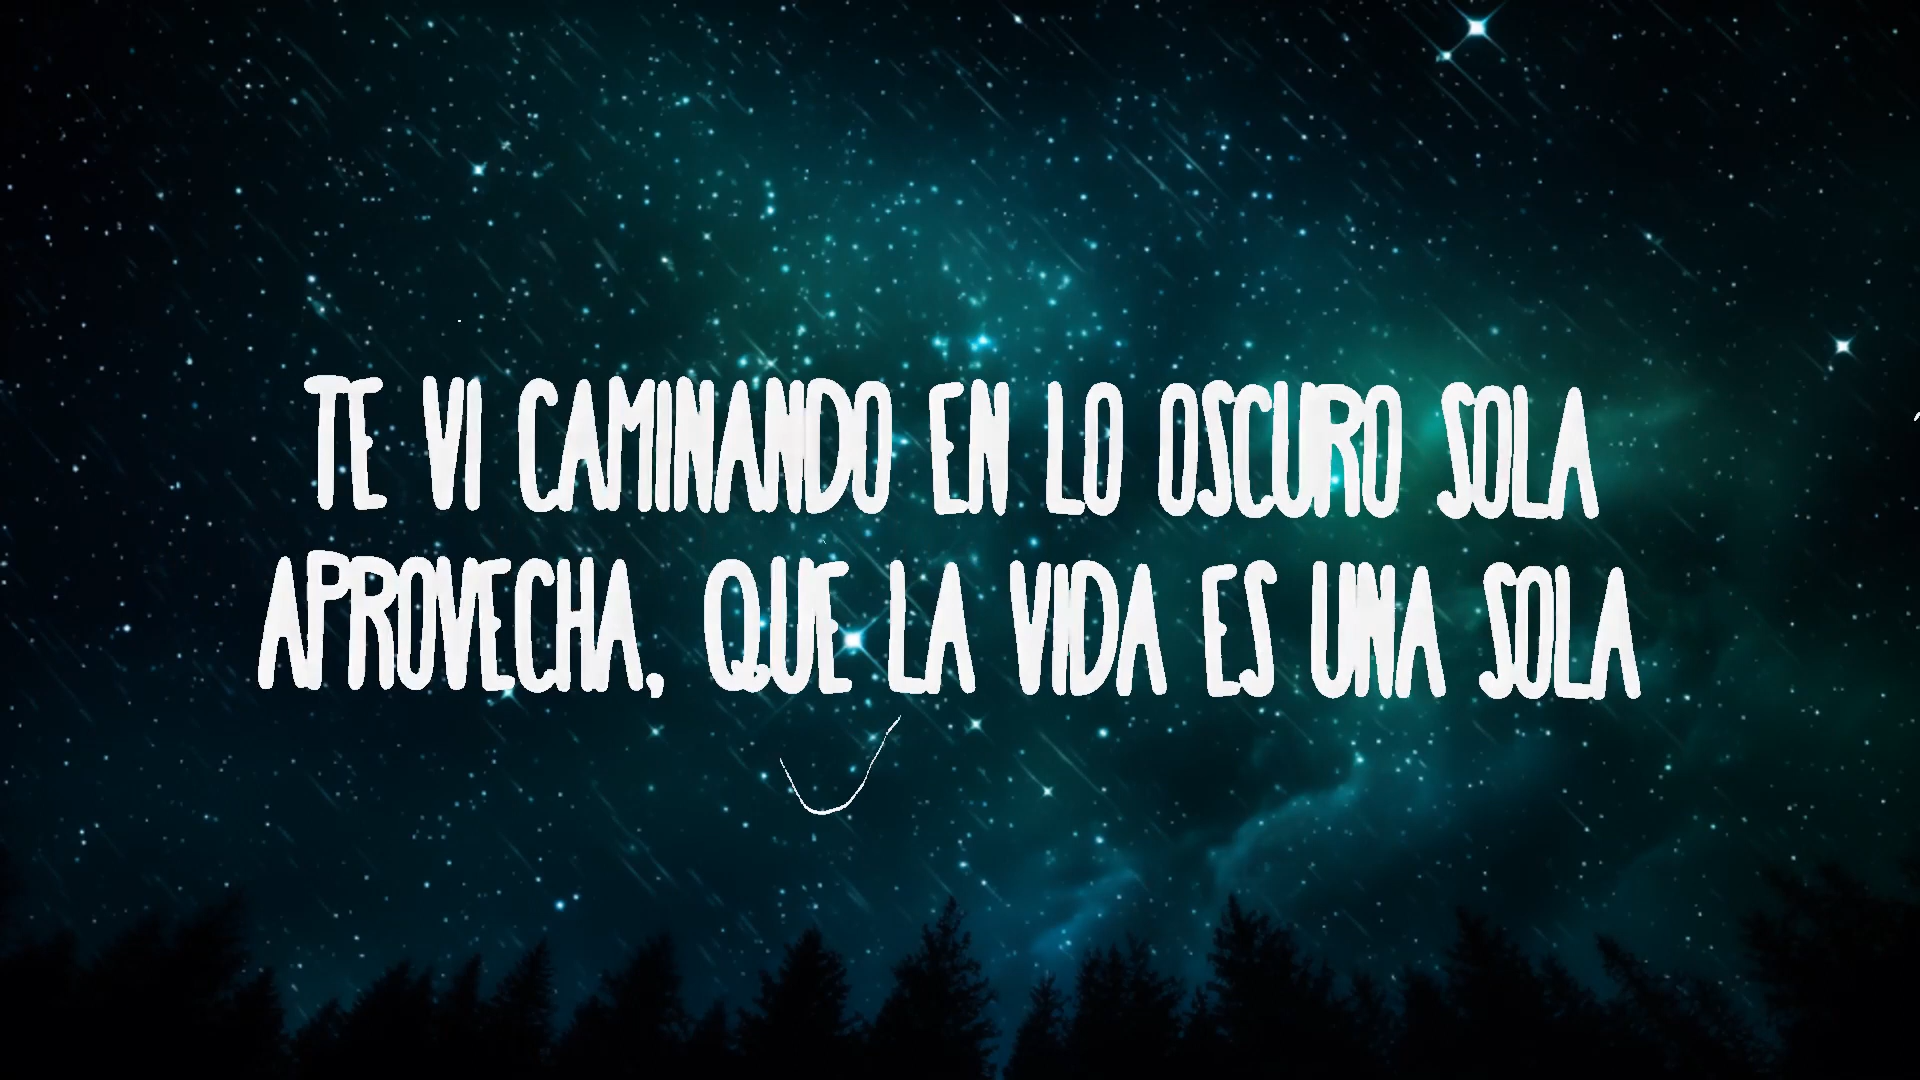 TE VI CAMINANDO EN LO OSCURO SOLA
APROVECHA, QUE LA VIDA ES UNA SOLA